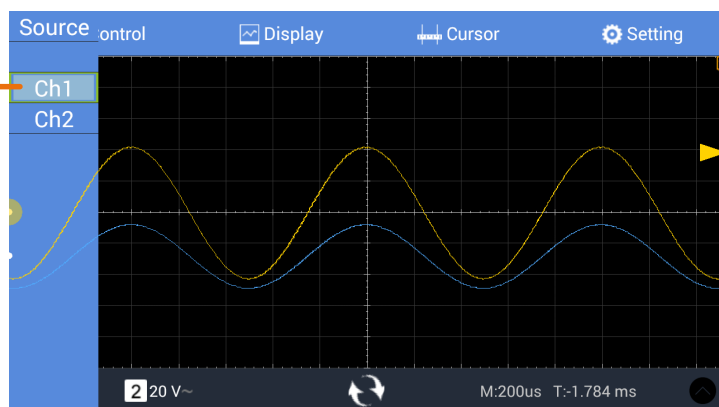 Source ontrol Display Cursor Setting
Ch1
Ch2
2 20 V~ M:200us T:-1.784 ms